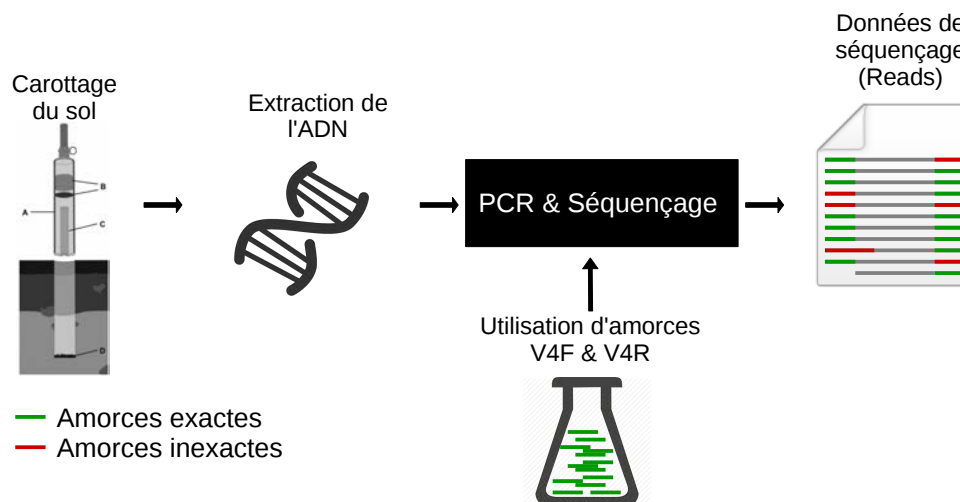 Données de
séquençage
(Reads)
Carottage
du sol
Extraction de
l'ADN
B
A
C
D
PCR & Séquençage
Utilisation d'amorces
V4F & V4R
Amorces exactes
Amorces inexactes